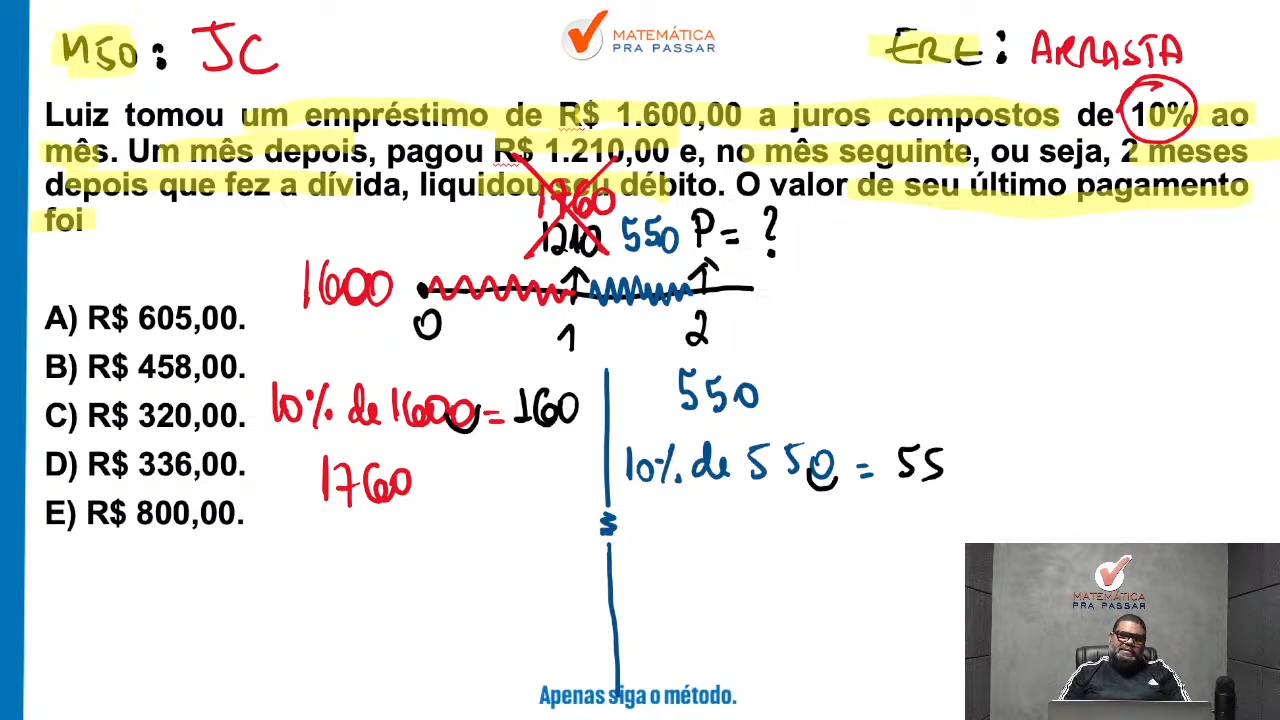 M50 : JC
MATEMÁTICA
PRA PASSAR
ERE : ARRASTA
Luiz tomou um empréstimo de R$ 1.600,00 a juros compostos de 10% ao
mês. Um mês depois, pagou R$ 1.210,00 e, no mês seguinte, ou seja, 2 meses
depois que fez a dívida, liquidou seu débito. O valor de seu último pagamento
foi
1760
1210 550 P = ?
1600
0 1 2
A) R$ 605,00.
B) R$ 458,00.
C) R$ 320,00.
D) R$ 336,00.
E) R$ 800,00.
10% de 1600 = 160
1760
550
10% de 550 = 55
MATEMÁTICA
PRA PASSAR
Apenas siga o método.